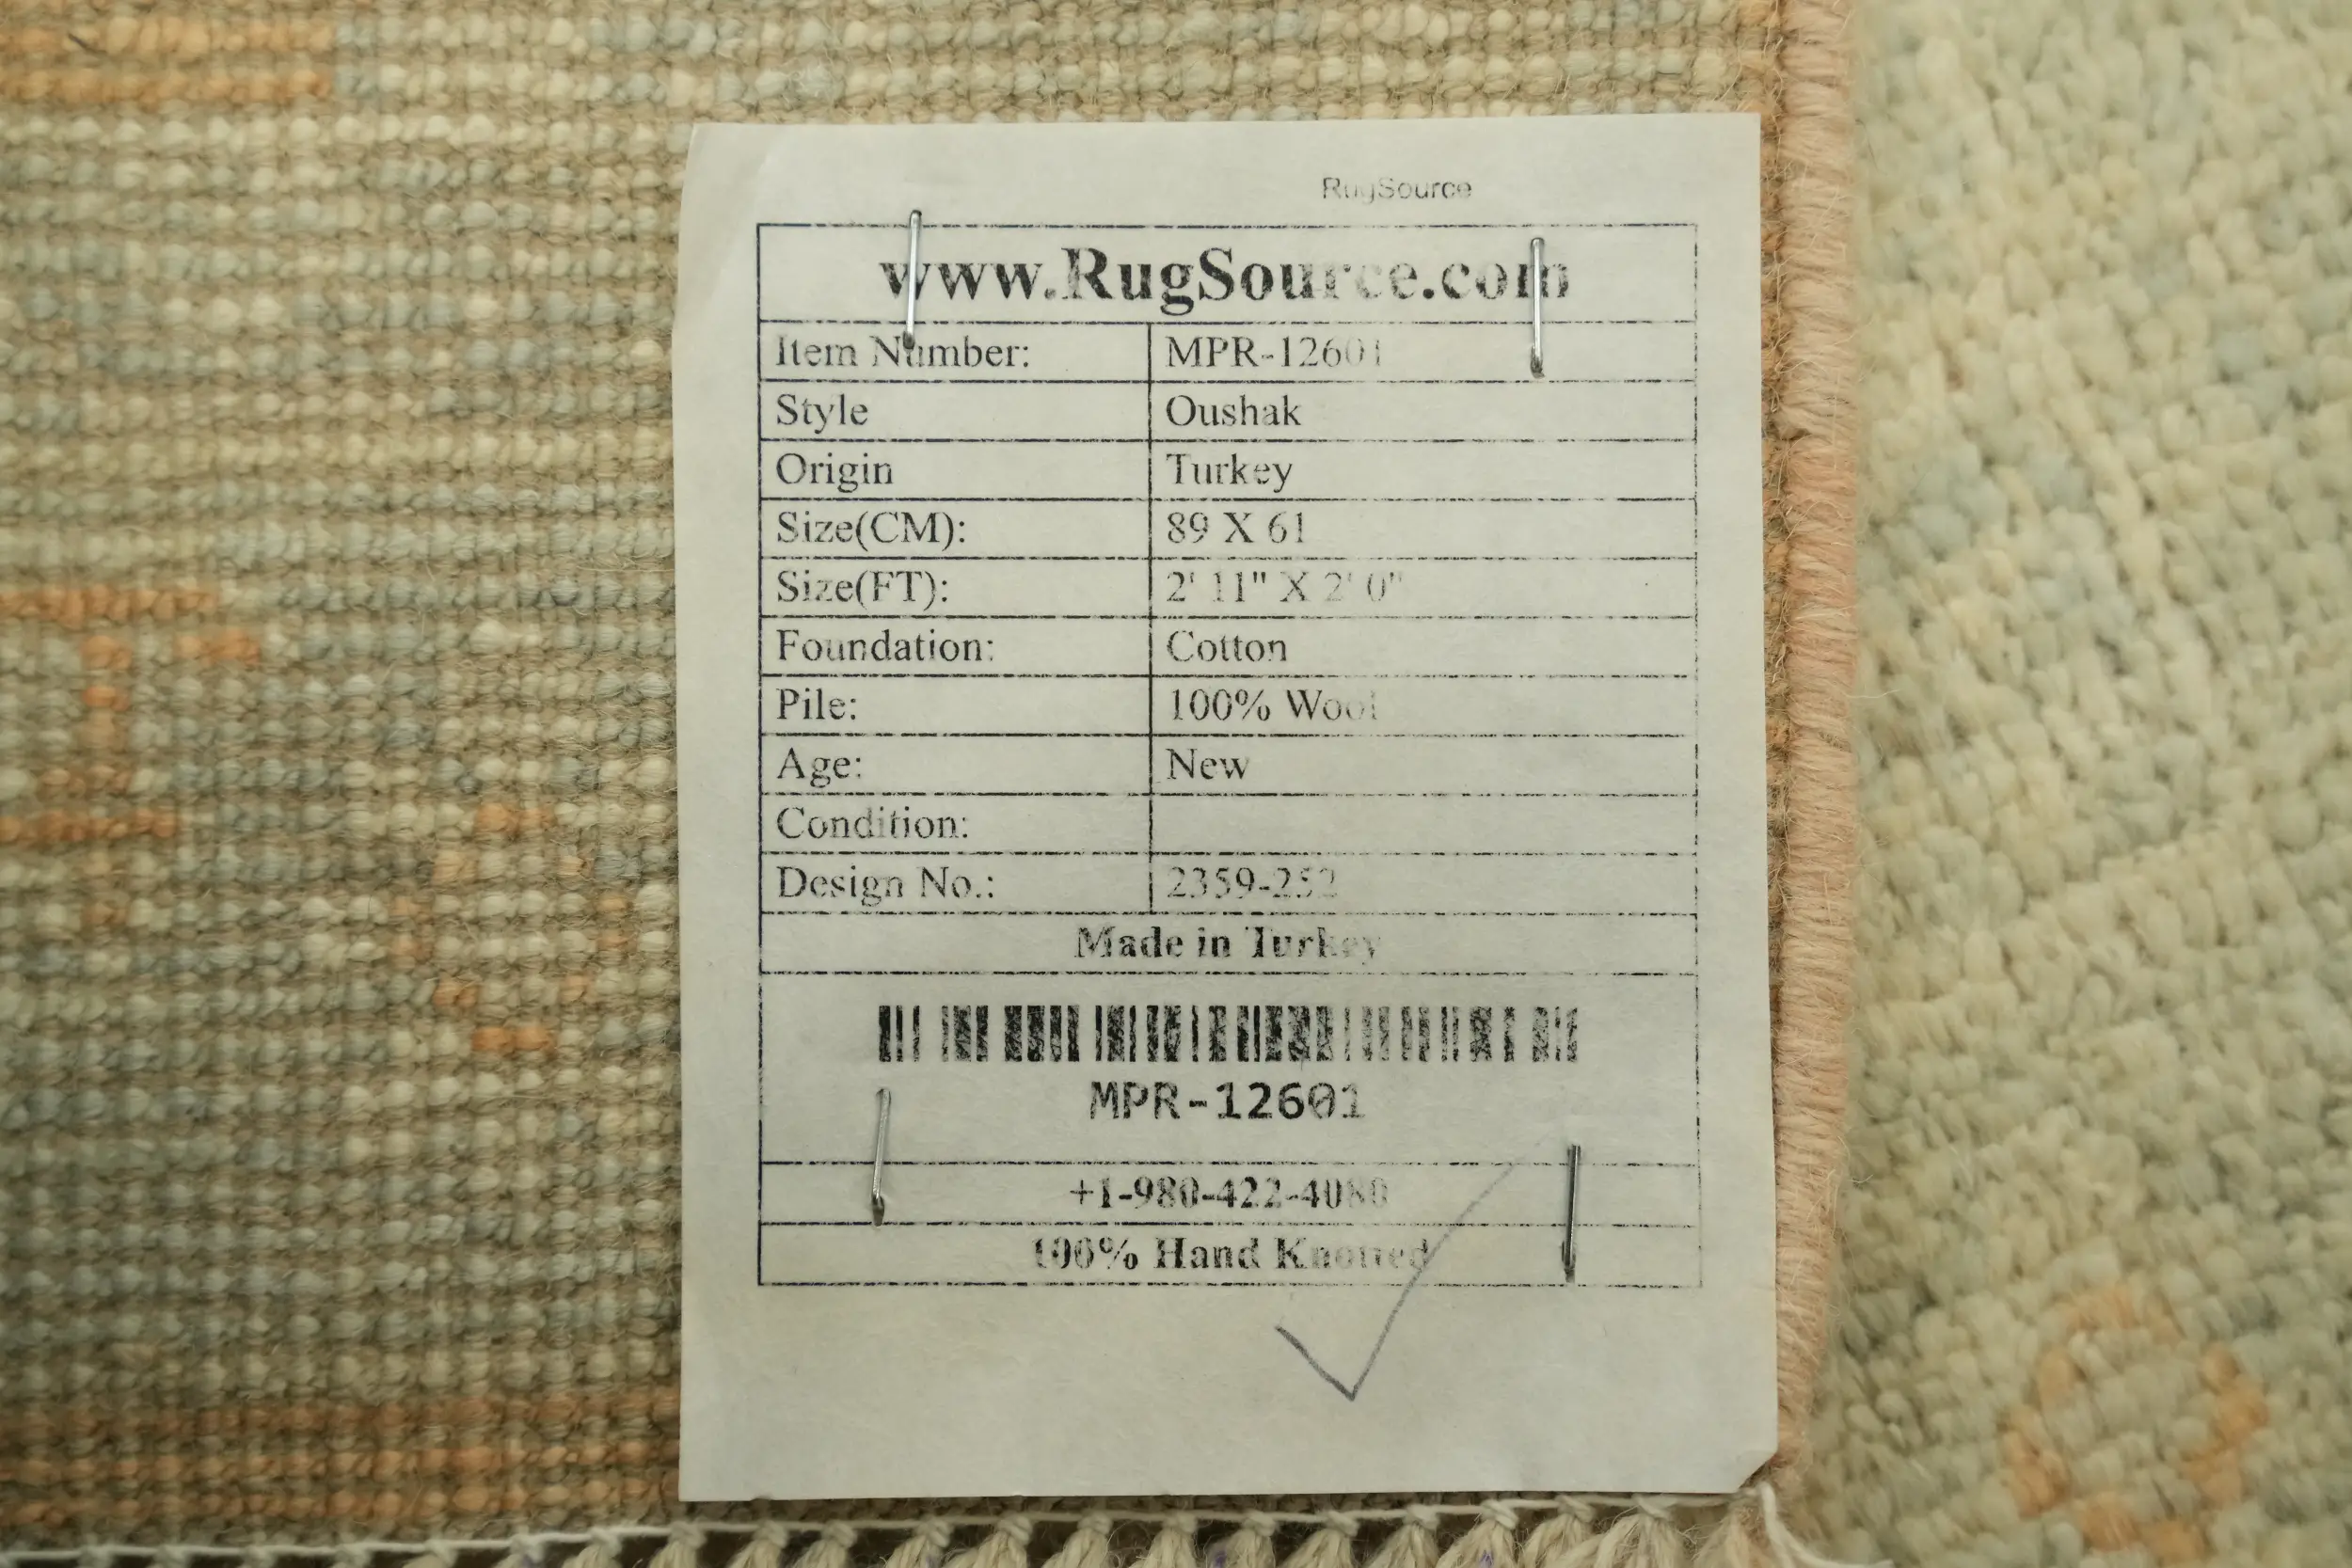 RugSource
www.RugSource.com
Item Number: MPR-12601
Style Oushak
Origin Turkey
Size(CM): 89 X 61
Size(FT): 2' 11" X 2' 0"
Foundation: Cotton
Pile: 100% Wool
Age: New
Condition:
Design No.: 2359-252
Made in Turkey
MPR-12601
+1-980-422-4080
100% Hand Knotted